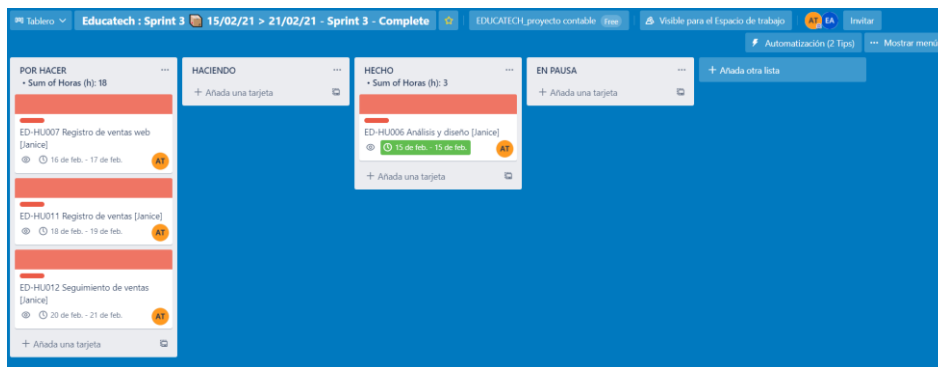 Tablero
Educatech : Sprint 3 15/02/21 > 21/02/21 - Sprint 3 - Complete
EDUCATECH_proyecto contable Free
Visible para el Espacio de trabajo
AT EA
Invitar
Automatización (2 Tips)
Mostrar menú
POR HACER
• Sum of Horas (h): 18
ED-HU007 Registro de ventas web
[Janice]
16 de feb. - 17 de feb.
AT
ED-HU011 Registro de ventas [Janice]
18 de feb. - 19 de feb.
AT
ED-HU012 Seguimiento de ventas
[Janice]
20 de feb. - 21 de feb.
AT
+ Añada una tarjeta
HACIENDO
+ Añada una tarjeta
HECHO
• Sum of Horas (h): 3
ED-HU006 Análisis y diseño [Janice]
15 de feb. - 15 de feb.
AT
+ Añada una tarjeta
EN PAUSA
+ Añada una tarjeta
+ Añada otra lista